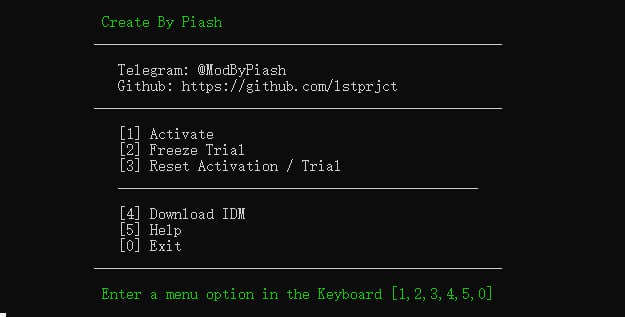 Create By Piash
Telegram: @ModByPiash
Github: https://github.com/lstprjct
[1] Activate
[2] Freeze Trial
[3] Reset Activation / Trial
[4] Download IDM
[5] Help
[0] Exit
Enter a menu option in the Keyboard [1,2,3,4,5,0]